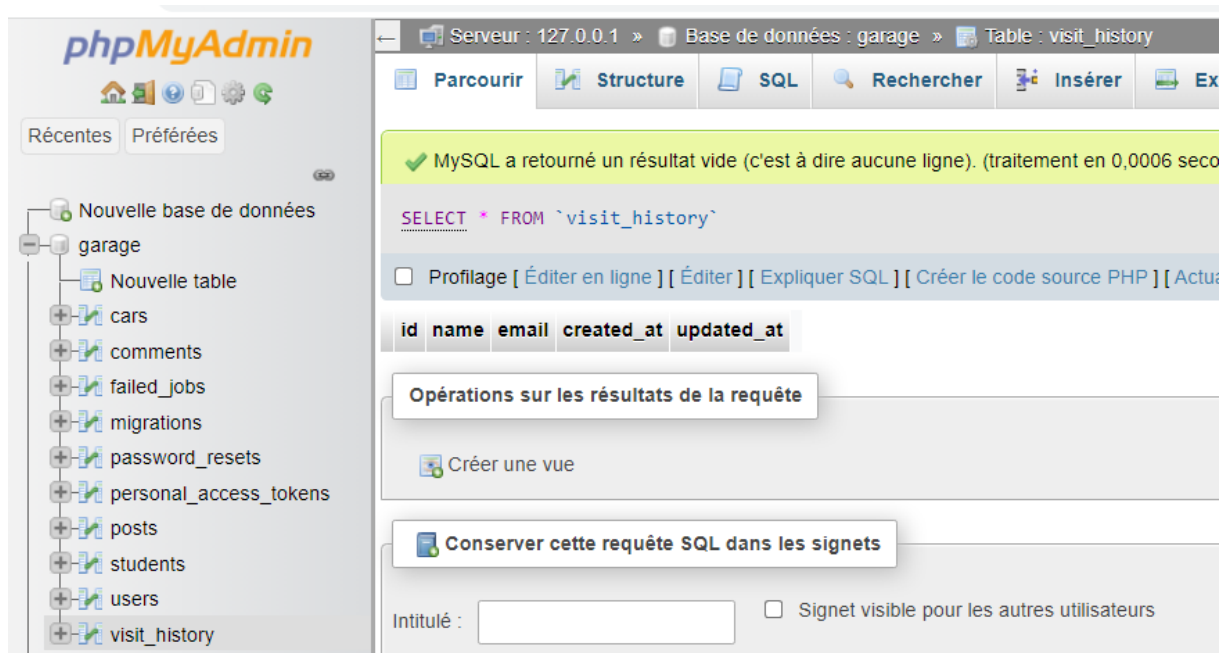 phpMyAdmin
Récentes Préférées
Nouvelle base de données
garage
Nouvelle table
cars
comments
failed_jobs
migrations
password_resets
personal_access_tokens
posts
students
users
visit_history
Serveur : 127.0.0.1 » Base de données : garage » Table : visit_history
Parcourir Structure SQL Rechercher Insérer Ex
MySQL a retourné un résultat vide (c'est à dire aucune ligne). (traitement en 0,0006 seco
SELECT * FROM `visit_history`
Profilage [ Éditer en ligne ] [ Éditer ] [ Expliquer SQL ] [ Créer le code source PHP ] [ Actua
id name email created_at updated_at
Opérations sur les résultats de la requête
Créer une vue
Conserver cette requête SQL dans les signets
Intitulé : Signet visible pour les autres utilisateurs